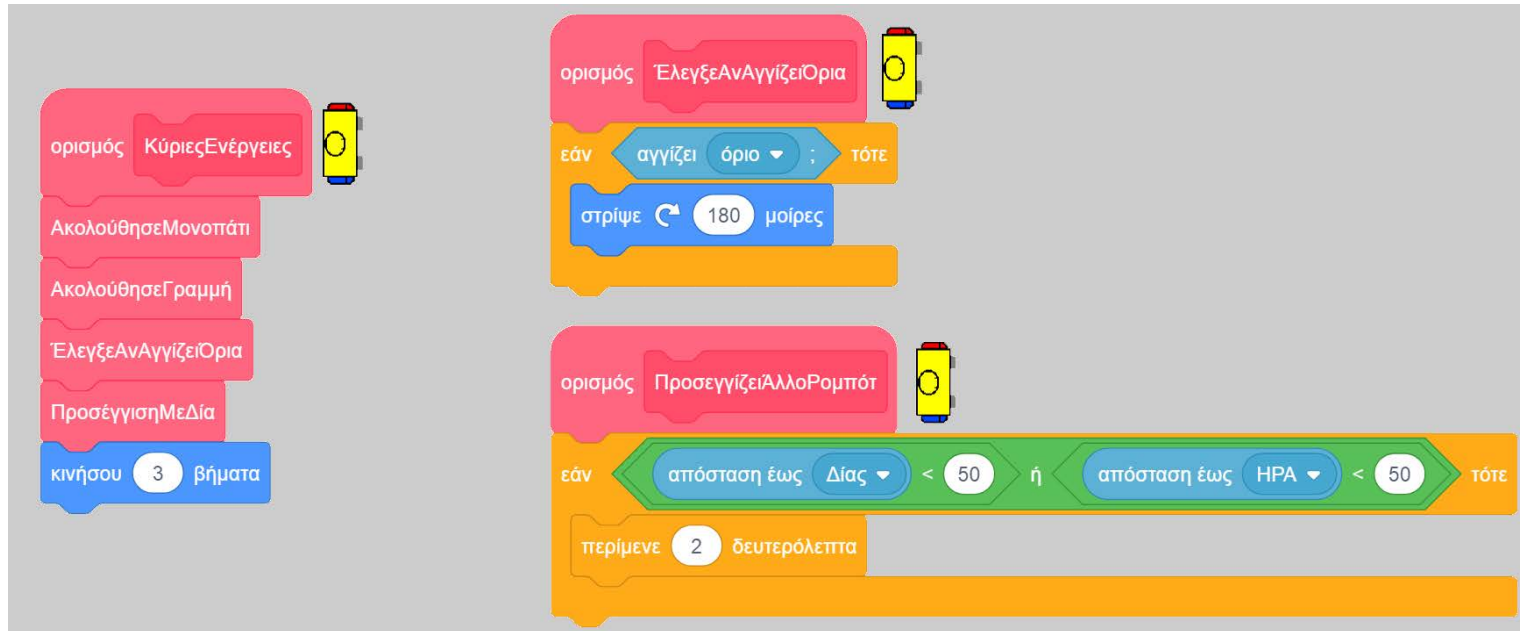 ορισμός ΚύριεςΕνέργειες
ΑκολούθησεΜονοπάτι
ΑκολούθησεΓραμμή
ΈλεγξεΑνΑγγίζειΌρια
ΠροσέγγισηΜεΔία
κινήσου 3 βήματα
ορισμός ΈλεγξεΑνΑγγίζειΌρια
εάν αγγίζει όριο ; τότε
στρίψε 180 μοίρες
ορισμός ΠροσεγγίζειΆλλοΡομπότ
εάν απόσταση έως Δίας < 50 ή απόσταση έως ΗΡΑ < 50 τότε
περίμενε 2 δευτερόλεπτα